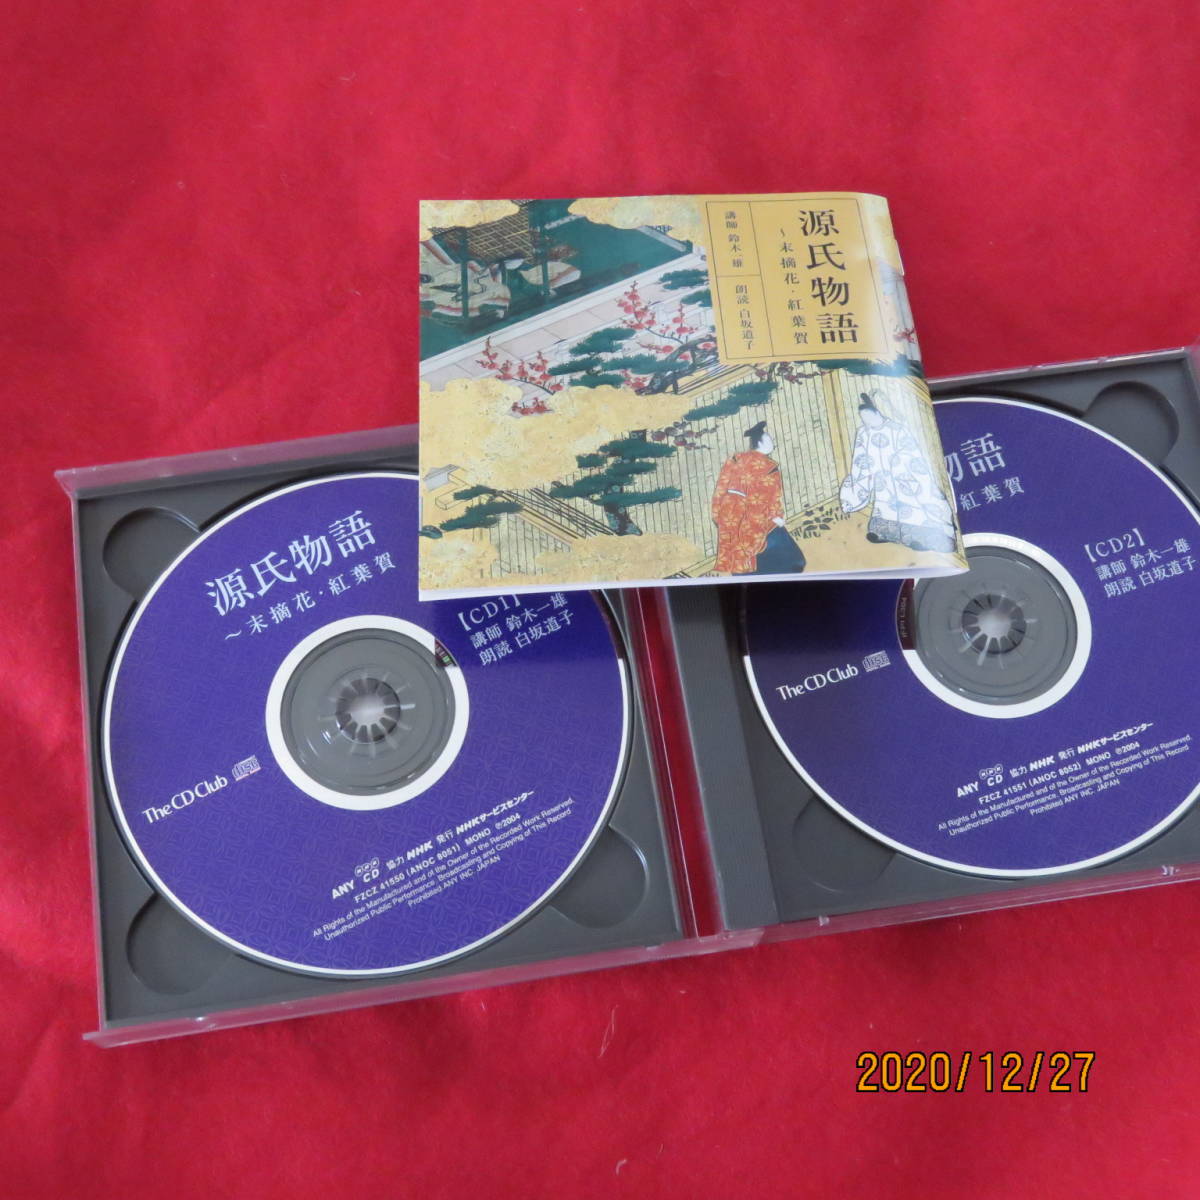 源氏物語
～末摘花・紅葉賀
講師 鈴木一雄
朗読 白坂道子
源氏物語
～末摘花・紅葉賀
【CD1】
講師 鈴木一雄
朗読 白坂道子
The CD Club
ANY CD 協力 NHK 発行 NHKサービスセンター
FZCZ 41550 (ANOC 8051) MONO ℗2004
All Rights of the Manufactured and of the Owner of the Recorded Work Reserved.
Unauthorized Public Performance. Broadcasting and Copying of This Record
Prohibited ANY INC. JAPAN
物語
紅葉賀
【CD2】
講師 鈴木一雄
朗読 白坂道子
The CD Club
ANY CD 協力 NHK 発行 NHKサービスセンター
FZCZ 41551 (ANOC 8052) MONO ℗2004
All Rights of the Manufactured and of the Owner of the Recorded Work Reserved.
Unauthorized Public Performance. Broadcasting and Copying of This Record
Prohibited ANY INC. JAPAN
2020/12/27